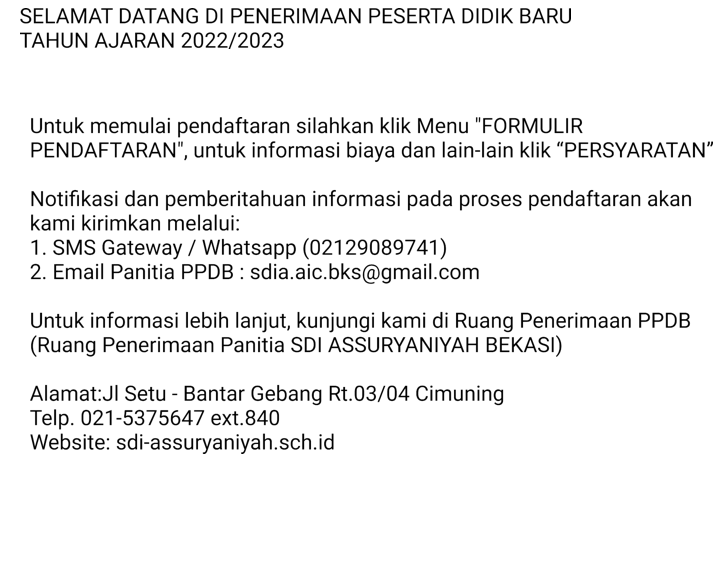 SELAMAT DATANG DI PENERIMAAN PESERTA DIDIK BARU
TAHUN AJARAN 2022/2023
Untuk memulai pendaftaran silahkan klik Menu "FORMULIR
PENDAFTARAN", untuk informasi biaya dan lain-lain klik “PERSYARATAN”
Notifikasi dan pemberitahuan informasi pada proses pendaftaran akan
kami kirimkan melalui:
1. SMS Gateway / Whatsapp (02129089741)
2. Email Panitia PPDB : sdia.aic.bks@gmail.com
Untuk informasi lebih lanjut, kunjungi kami di Ruang Penerimaan PPDB
(Ruang Penerimaan Panitia SDI ASSURYANIYAH BEKASI)
Alamat:Jl Setu - Bantar Gebang Rt.03/04 Cimuning
Telp. 021-5375647 ext.840
Website: sdi-assuryaniyah.sch.id